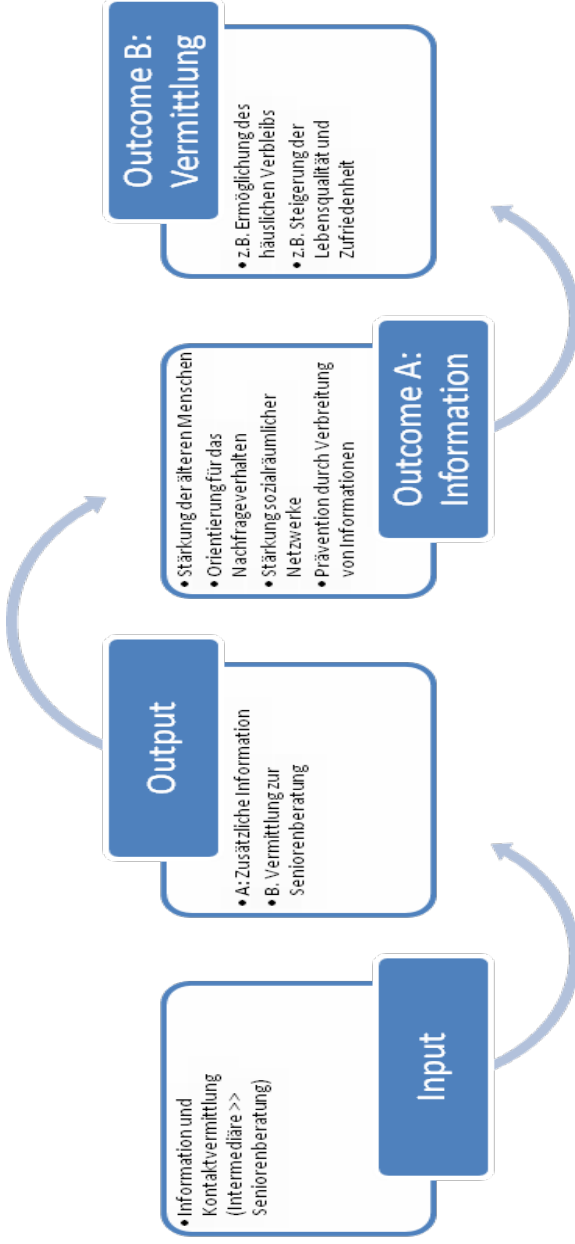 • Information und
Kontaktvermittlung
(Intermediäre >>
Seniorenberatung)
Input
Output
• A: Zusätzliche Information
• B. Vermittlung zur
Seniorenberatung
• Stärkung der älteren Menschen
• Orientierung für das
Nachfrageverhalten
• Stärkung sozialräumlicher
Netzwerke
• Prävention durch Verbreitung
von Informationen
Outcome A:
Information
Outcome B:
Vermittlung
• z.B. Ermöglichung des
häuslichen Verbleibs
• z.B. Steigerung der
Lebensqualität und
Zufriedenheit